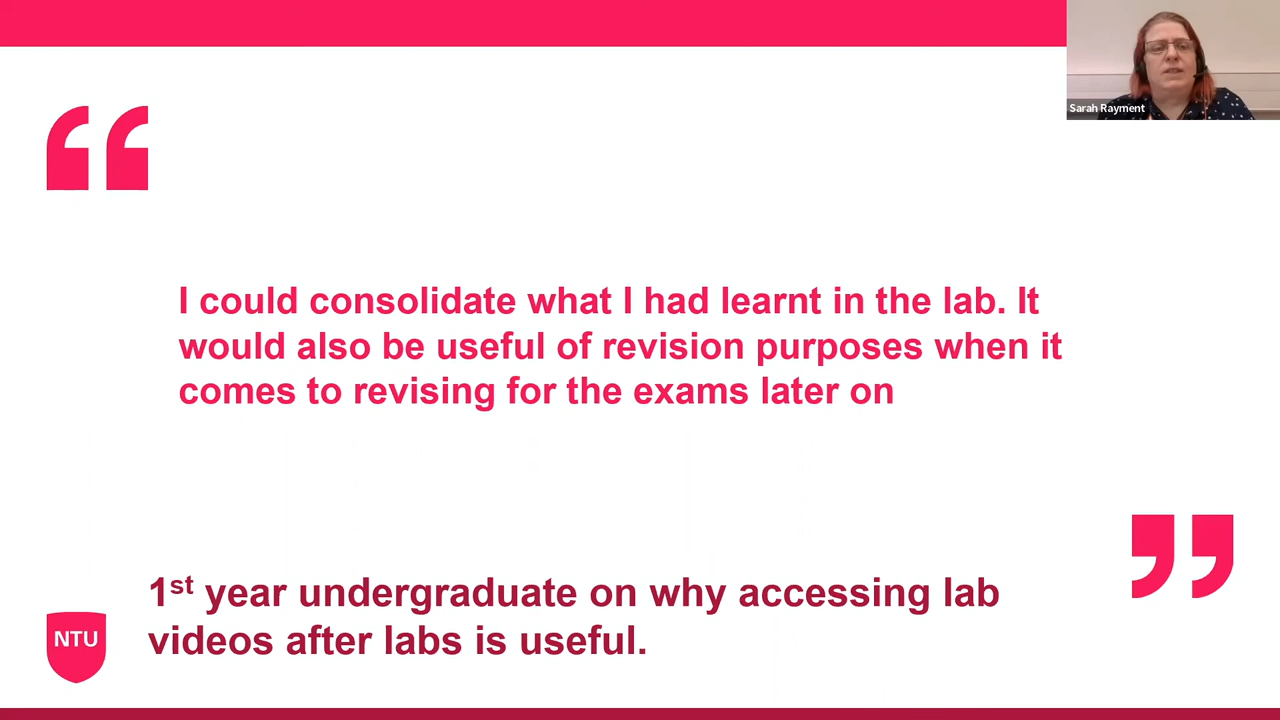 Sarah Rayment
“
I could consolidate what I had learnt in the lab. It
would also be useful of revision purposes when it
comes to revising for the exams later on
”
1st year undergraduate on why accessing lab
videos after labs is useful.
NTU